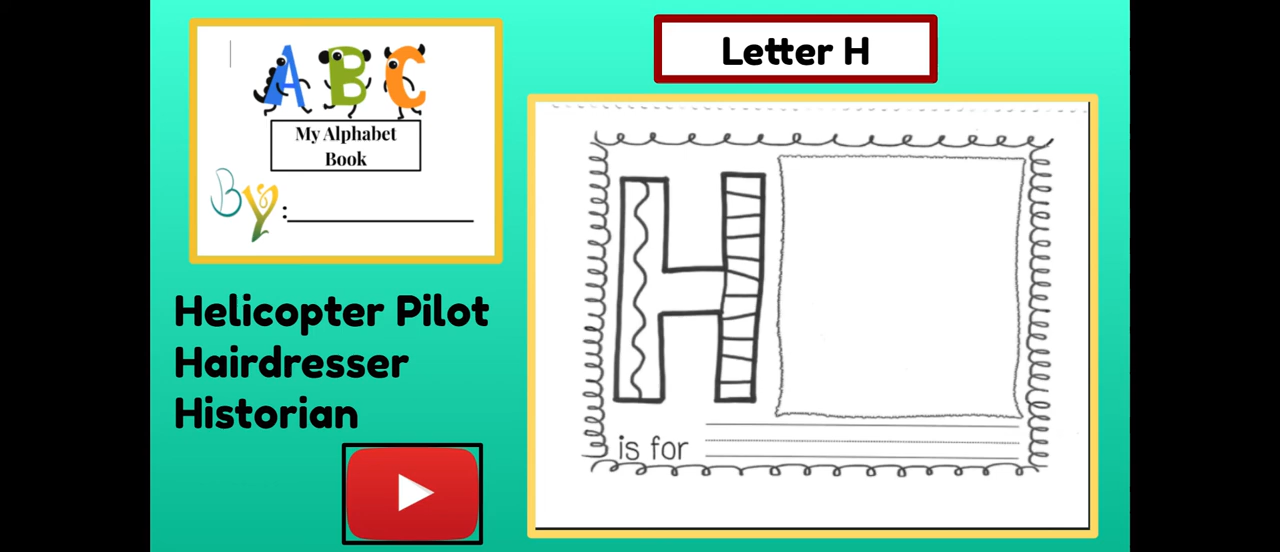 ABC
My Alphabet
Book
By:
Letter H
H
is for
Helicopter Pilot
Hairdresser
Historian